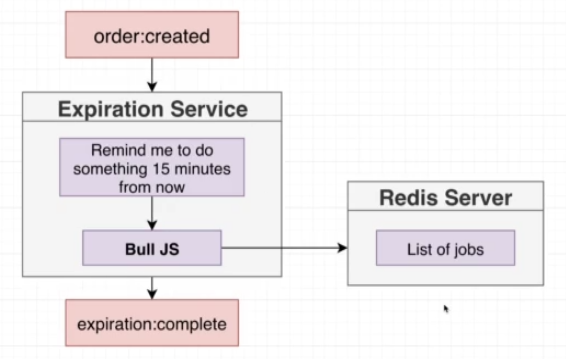 order:created
Expiration Service
Remind me to do
something 15 minutes
from now
Bull JS
Redis Server
List of jobs
expiration:complete